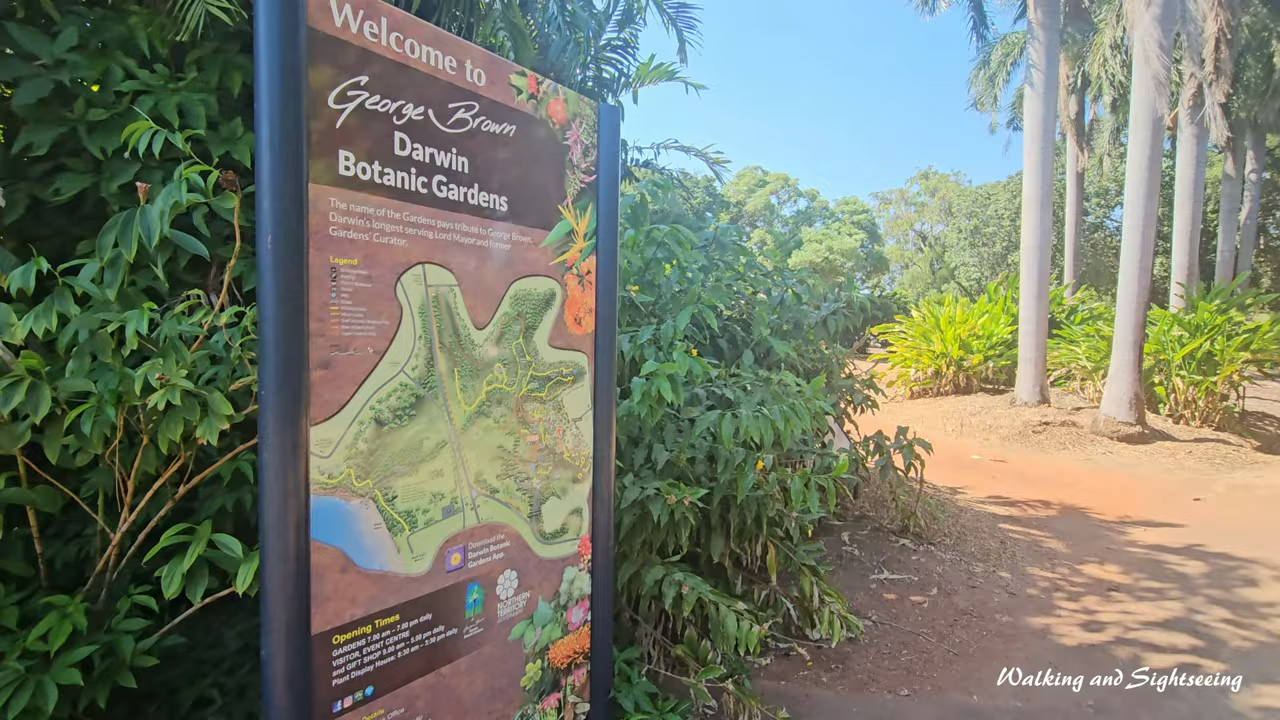 Welcome to
George Brown
Darwin
Botanic Gardens
The name of the Gardens pays tribute to George Brown,
Darwin's longest serving Lord Mayor and former
Gardens' Curator.
Legend
Download the
Darwin Botanic
Gardens App.
NORTHERN
TERRITORY
Opening Times
GARDENS 7.00 am – 7.00 pm daily
VISITOR, EVENT CENTRE
and GIFT SHOP 9.00 am – 5.00 pm daily
Plant Display House: 8:30 am – 3:30 pm daily
Office
Walking and Sightseeing